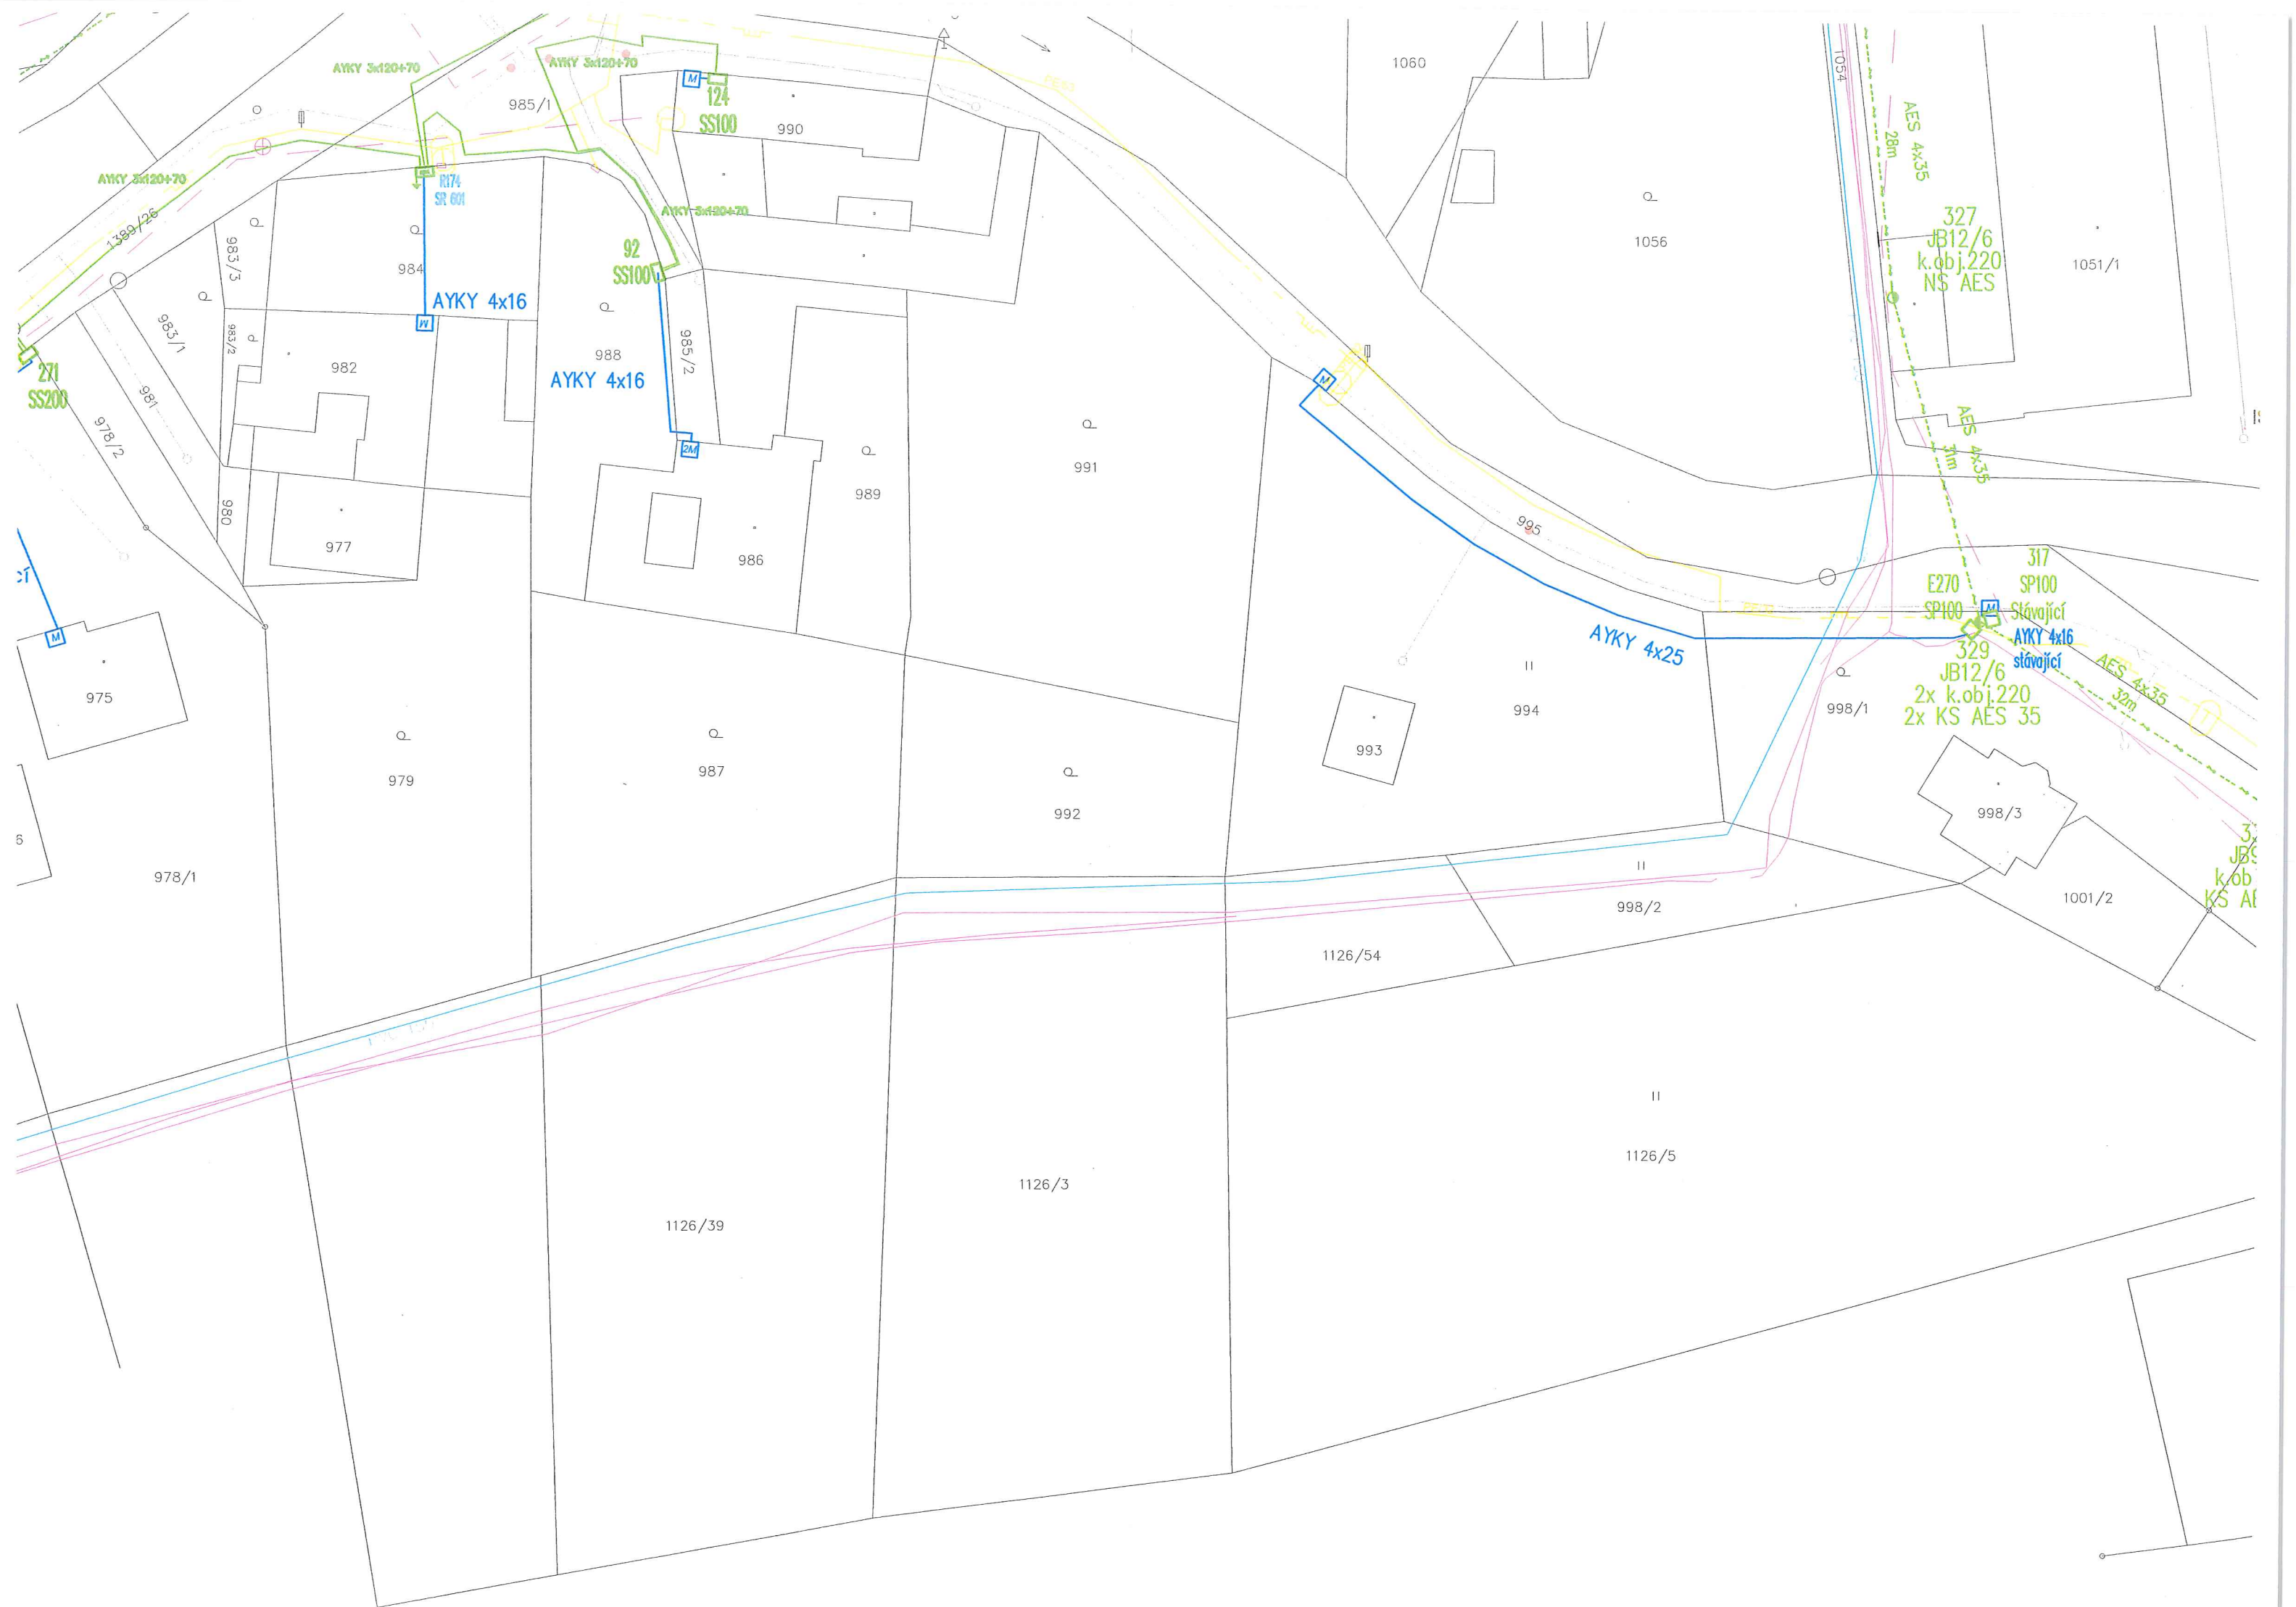 AYKY 3x120+70
AYKY 3x120+70
985/1
M
124
SS100
990
1060
1054
AES 4x35
28m
AYKY 3x120+70
1389/26
R174
SR 601
AYKY 3x120+70
983/3
984
92
SS100
1056
327
JB12/6
k.obj.220
NS AES
1051/1
AYKY 4x16
M
983/1
983/2
982
988
AYKY 4x16
985/2
271
SS200
981
978/2
M
2M
991
989
AES 4x35
31m
980
977
986
995
M
975
E270
SP100
317
SP100
Stávající
M
AYKY 4x16
stávající
AYKY 4x25
329
JB12/6
2x k.obj.220
2x KS AES 35
AES 4x35
32m
994
998/1
993
979
987
992
998/3
978/1
998/2
1001/2
JB9
k.ob
KS AE
1126/54
1126/5
1126/3
1126/39